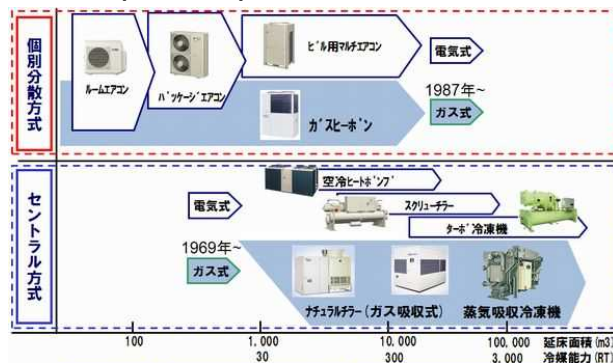 個別分散方式
ルームエアコン
パッケージエアコン
ビル用マルチエアコン
電気式
1987年~
ガスヒーポン
ガス式
セントラル方式
空冷ヒートポンプ
電気式
スクリューチラー
ターボ冷凍機
1969年~
ガス式
ナチュラルチラー(ガス吸収式)
蒸気吸収冷凍機
100 1,000 10,000 100,000 延床面積(m3)
30 300 3,000 冷媒能力(RT)